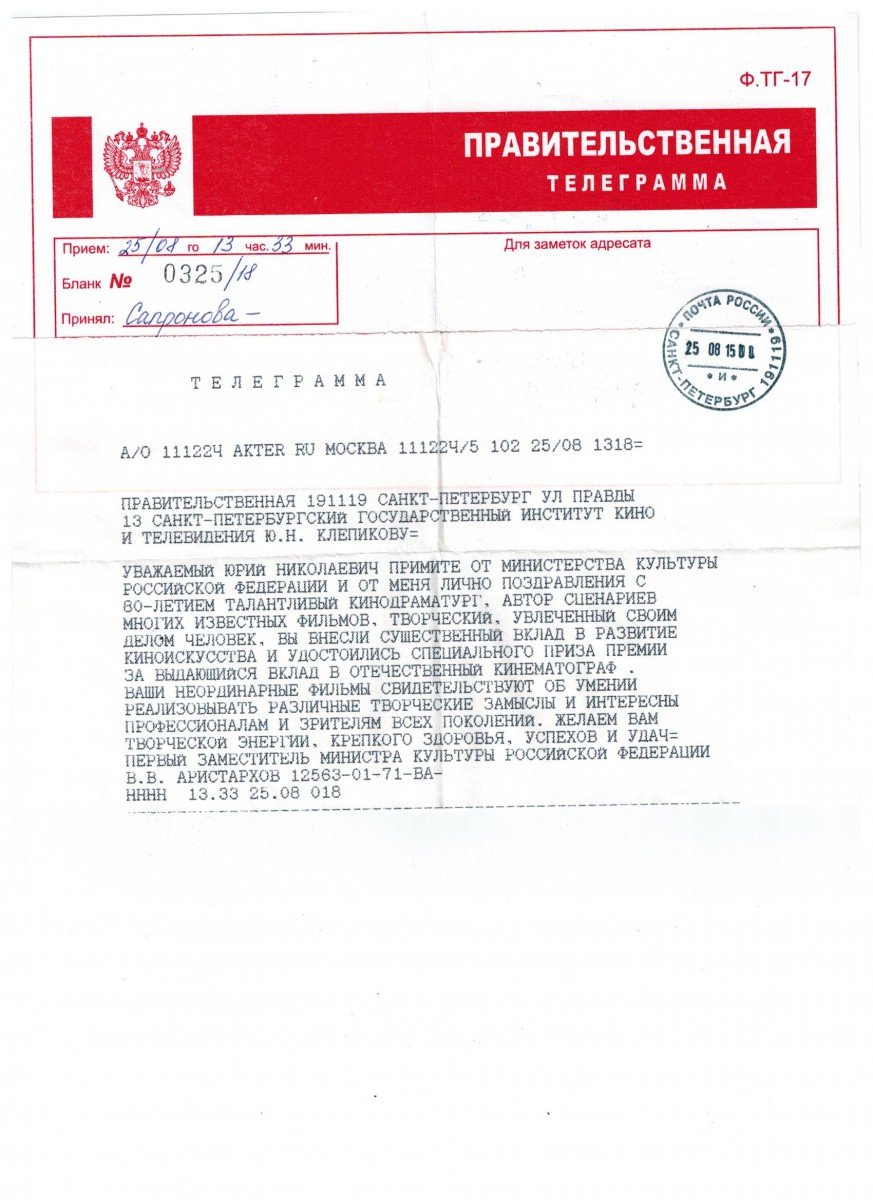 Ф.ТГ-17
ПРАВИТЕЛЬСТВЕННАЯ
ТЕЛЕГРАММА
Прием: 25/08 го 13 час. 33 мин.
Бланк № 0325/18
Принял: Сапронова –
Для заметок адресата
* ПОЧТА РОССИИ *
САНКТ-ПЕТЕРБУРГ 191119
25 08 15
* И *
ТЕЛЕГРАММА
А/О 111224 AKTER RU МОСКВА 111224/5 102 25/08 1318=
ПРАВИТЕЛЬСТВЕННАЯ 191119 САНКТ-ПЕТЕРБУРГ УЛ ПРАВДЫ
13 САНКТ-ПЕТЕРБУРГСКИЙ ГОСУДАРСТВЕННЫЙ ИНСТИТУТ КИНО
И ТЕЛЕВИДЕНИЯ Ю.Н. КЛЕПИКОВУ=
УВАЖАЕМЫЙ ЮРИЙ НИКОЛАЕВИЧ ПРИМИТЕ ОТ МИНИСТЕРСТВА КУЛЬТУРЫ
РОССИЙСКОЙ ФЕДЕРАЦИИ И ОТ МЕНЯ ЛИЧНО ПОЗДРАВЛЕНИЯ С
80-ЛЕТИЕМ ТАЛАНТЛИВЫЙ КИНОДРАМАТУРГ, АВТОР СЦЕНАРИЕВ
МНОГИХ ИЗВЕСТНЫХ ФИЛЬМОВ, ТВОРЧЕСКИЙ, УВЛЕЧЕННЫЙ СВОИМ
ДЕЛОМ ЧЕЛОВЕК, ВЫ ВНЕСЛИ СУЩЕСТВЕННЫЙ ВКЛАД В РАЗВИТИЕ
КИНОИСКУССТВА И УДОСТОИЛИСЬ СПЕЦИАЛЬНОГО ПРИЗА ПРЕМИИ
ЗА ВЫДАЮЩИЙСЯ ВКЛАД В ОТЕЧЕСТВЕННЫЙ КИНЕМАТОГРАФ .
ВАШИ НЕОРДИНАРНЫЕ ФИЛЬМЫ СВИДЕТЕЛЬСТВУЮТ ОБ УМЕНИИ
РЕАЛИЗОВЫВАТЬ РАЗЛИЧНЫЕ ТВОРЧЕСКИЕ ЗАМЫСЛЫ И ИНТЕРЕСНЫ
ПРОФЕССИОНАЛАМ И ЗРИТЕЛЯМ ВСЕХ ПОКОЛЕНИЙ. ЖЕЛАЕМ ВАМ
ТВОРЧЕСКОЙ ЭНЕРГИИ, КРЕПКОГО ЗДОРОВЬЯ, УСПЕХОВ И УДАЧ=
ПЕРВЫЙ ЗАМЕСТИТЕЛЬ МИНИСТРА КУЛЬТУРЫ РОССИЙСКОЙ ФЕДЕРАЦИИ
В.В. АРИСТАРХОВ 12563-01-71-ВА-
НННН 13.33 25.08 018